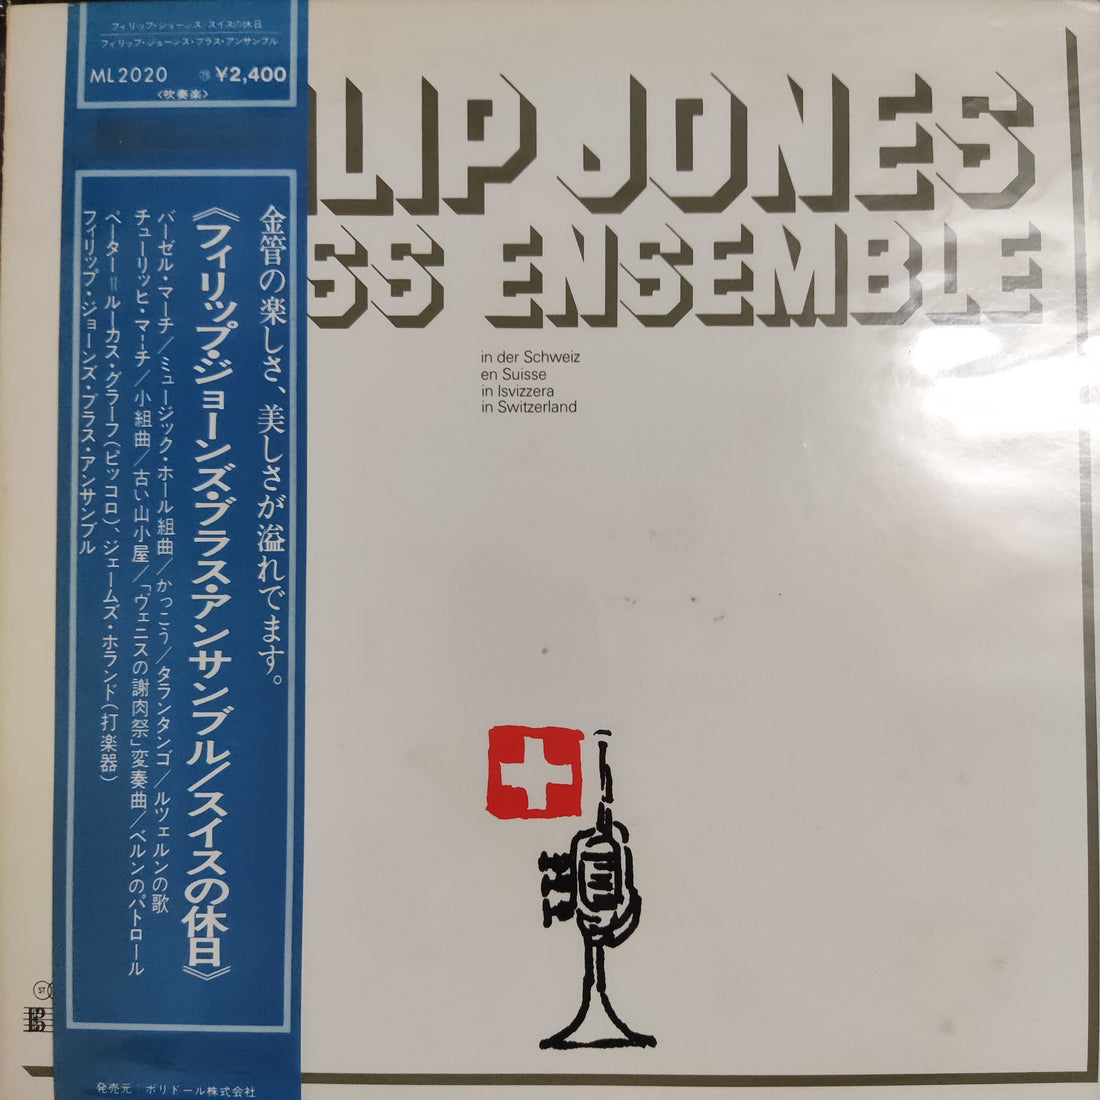 フィリップ・ジョーンズ/スイスの休日
フィリップ・ジョーンズ・ブラス・アンサンブル
ML2020 ¥2,400
〈吹奏楽〉
金管の楽しさ、美しさが溢れでます。
《フィリップ・ジョーンズ・ブラス・アンサンブル/スイスの休日》
バーゼル・マーチ/ミュージック・ホール組曲/かっこう/タランタンゴ/ルツェルンの歌
チューリッヒ・マーチ/小組曲/古い山小屋/「ヴェニスの謝肉祭」変奏曲/ベルンのパトロール
ペーター=ルーカス・グラーフ(ピッコロ)、ジェームズ・ホランド(打楽器)
フィリップ・ジョーンズ・ブラス・アンサンブル
発売元:ポリドール株式会社
LIP JONES
SS ENSEMBLE
in der Schweiz
en Suisse
in Isvizzera
in Switzerland
ST